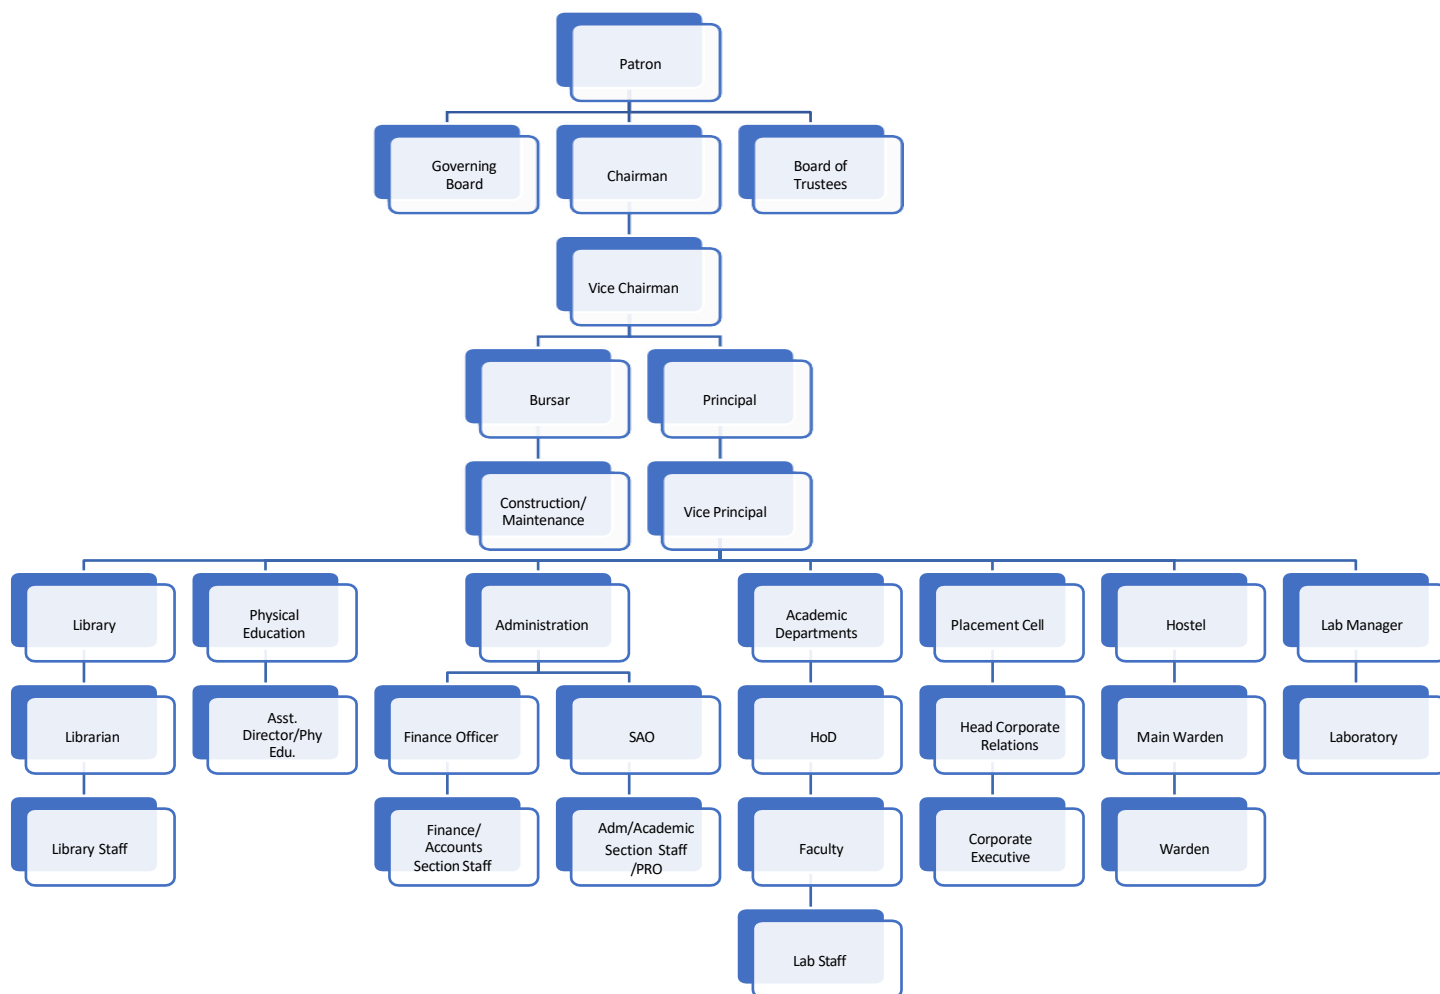 Patron
Governing
Board
Chairman
Board of
Trustees
Vice Chairman
Bursar
Principal
Construction/
Maintenance
Vice Principal
Library
Physical
Education
Administration
Academic
Departments
Placement Cell
Hostel
Lab Manager
Librarian
Asst.
Director/Phy
Edu.
Finance Officer
SAO
HoD
Head Corporate
Relations
Main Warden
Laboratory
Library Staff
Finance/
Accounts
Section Staff
Adm/Academic
Section Staff
/PRO
Faculty
Corporate
Executive
Warden
Lab Staff